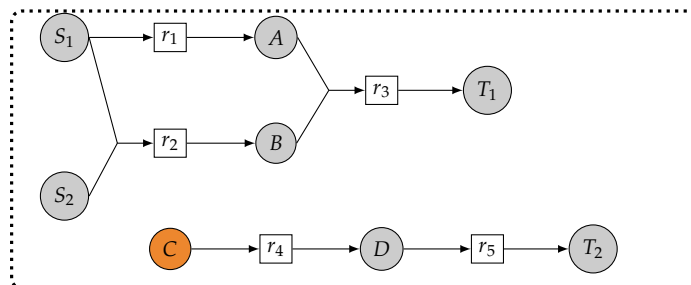 S₁ r₁ A
r₃ T₁
r₂ B
S₂
C r₄ D r₅ T₂